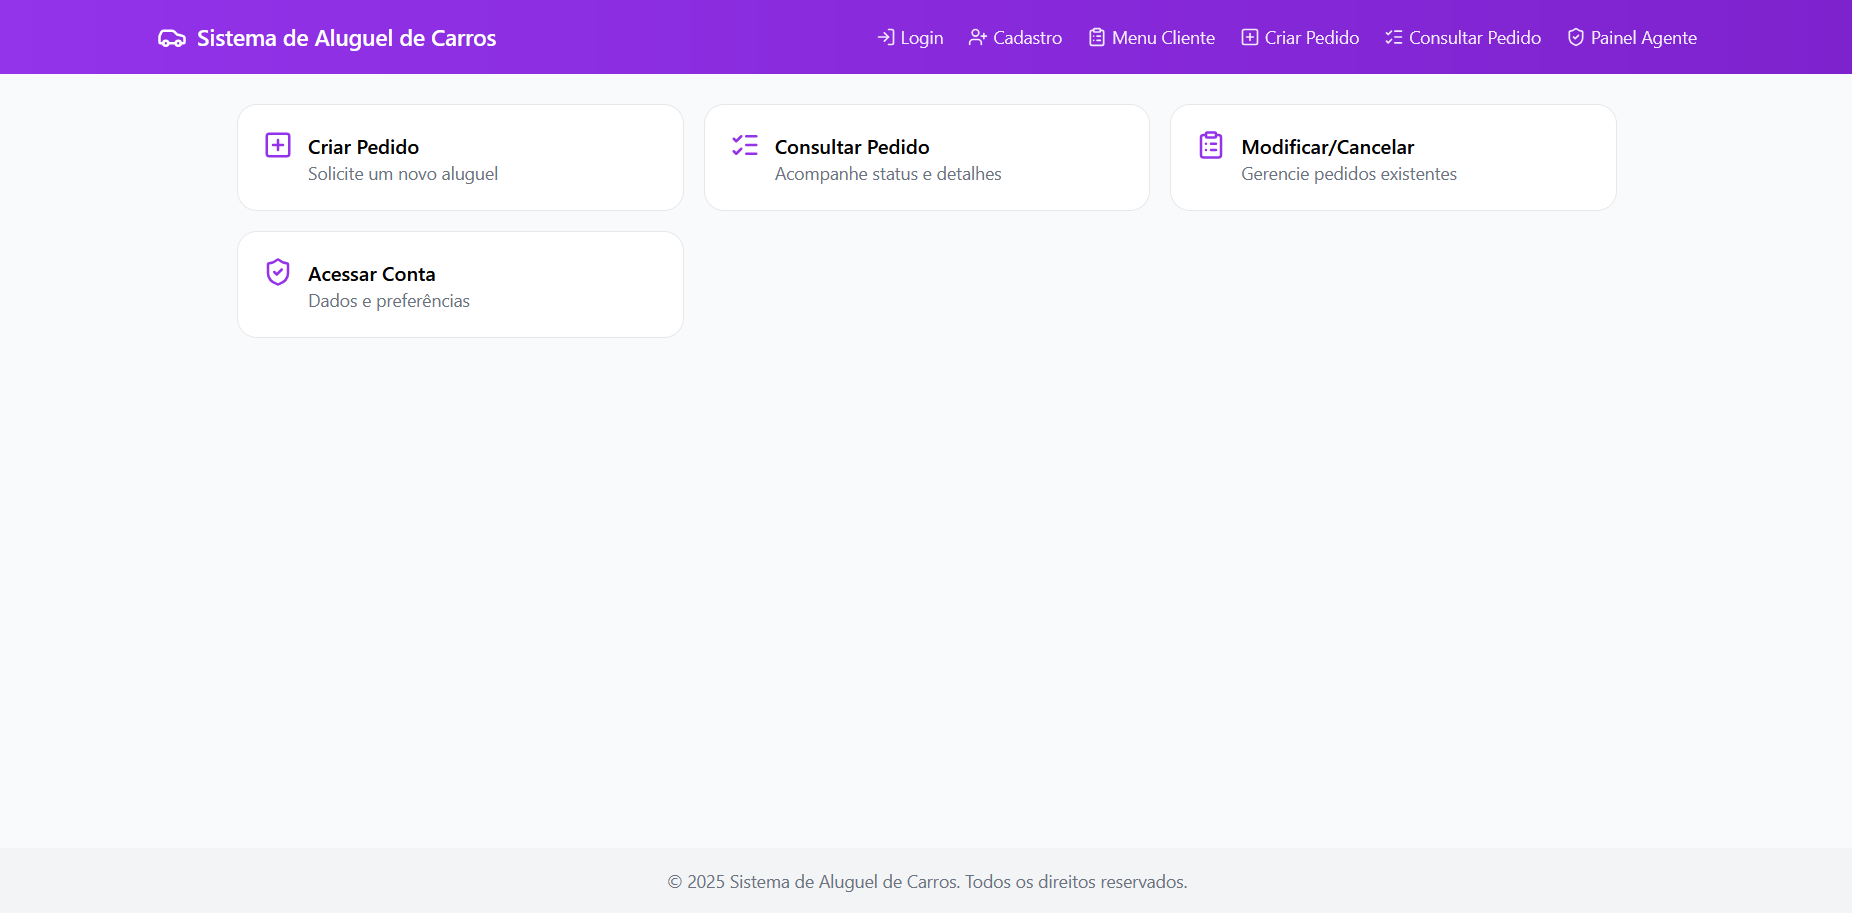 Sistema de Aluguel de Carros
Login
Cadastro
Menu Cliente
Criar Pedido
Consultar Pedido
Painel Agente
Criar Pedido
Solicite um novo aluguel
Consultar Pedido
Acompanhe status e detalhes
Modificar/Cancelar
Gerencie pedidos existentes
Acessar Conta
Dados e preferências
© 2025 Sistema de Aluguel de Carros. Todos os direitos reservados.